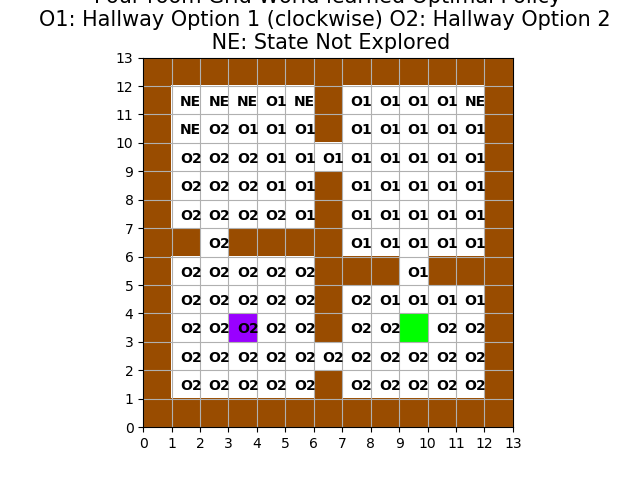 Four room Grid World learned Optimal Policy
O1: Hallway Option 1 (clockwise) O2: Hallway Option 2
NE: State Not Explored
13
12
NE NE NE O1 NE O1 O1 O1 O1 NE
11
NE O2 O1 O1 O1 O1 O1 O1 O1 O1
10
O2 O2 O2 O1 O1 O1 O1 O1 O1 O1 O1
9
O2 O2 O2 O1 O1 O1 O1 O1 O1 O1
8
O2 O2 O2 O2 O1 O1 O1 O1 O1 O1
7
O2 O1 O1 O1 O1 O1
6
O2 O2 O2 O2 O2 O1
5
O2 O2 O2 O2 O2 O2 O1 O1 O1 O1
4
O2 O2 O2 O2 O2 O2 O2 O2 O2
3
O2 O2 O2 O2 O2 O2 O2 O2 O2 O2 O2
2
O2 O2 O2 O2 O2 O2 O2 O2 O2 O2
1
0
0 1 2 3 4 5 6 7 8 9 10 11 12 13